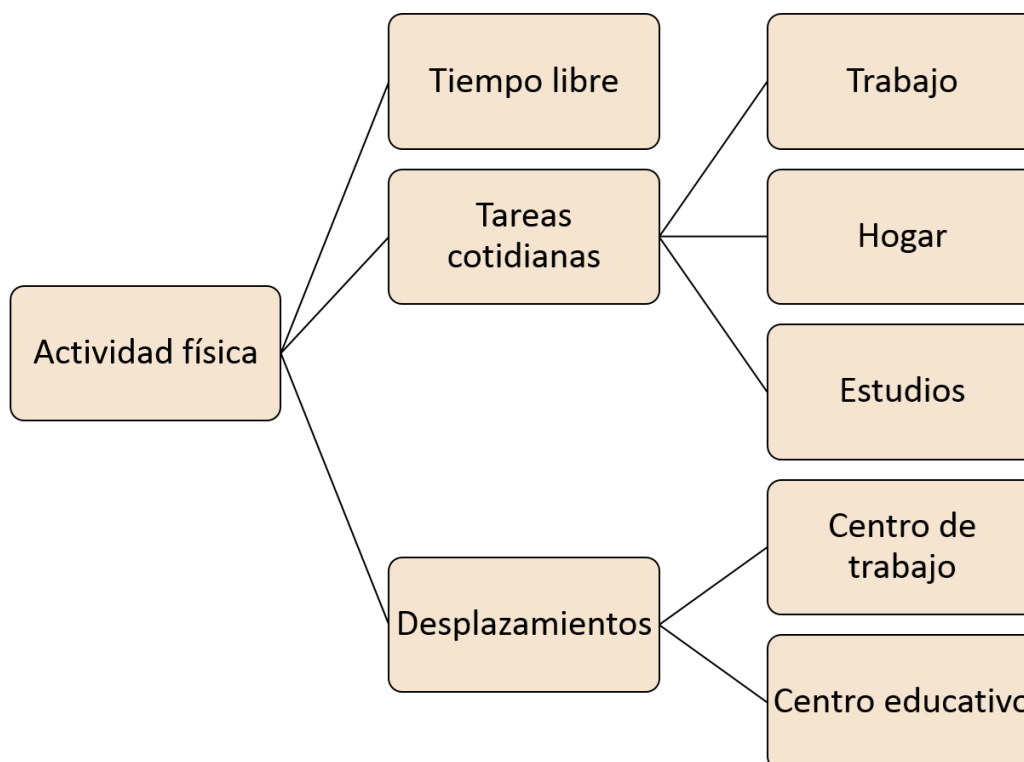 Tiempo libre
Trabajo
Tareas
cotidianas
Hogar
Actividad física
Estudios
Centro de
trabajo
Desplazamientos
Centro educativo